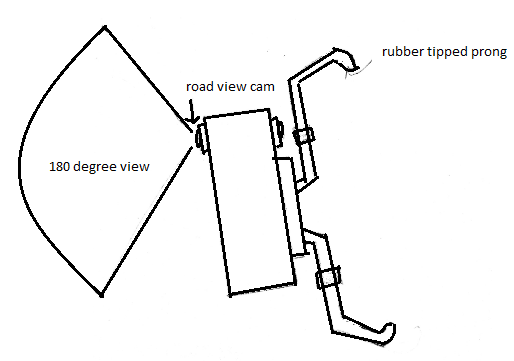 rubber tipped prong
road view cam
180 degree view